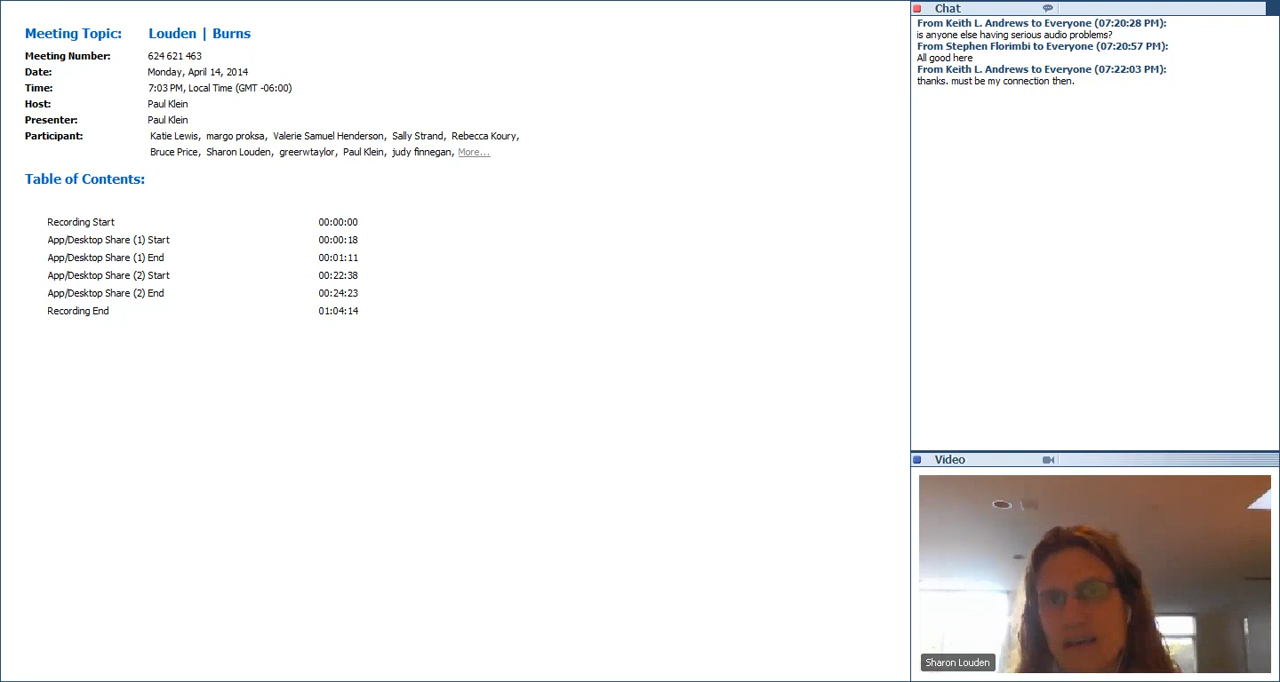 Meeting Topic: Louden | Burns
Meeting Number: 624 621 463
Date: Monday, April 14, 2014
Time: 7:03 PM, Local Time (GMT -06:00)
Host: Paul Klein
Presenter: Paul Klein
Participant: Katie Lewis, margo proksa, Valerie Samuel Henderson, Sally Strand, Rebecca Koury,
Bruce Price, Sharon Louden, greerwtaylor, Paul Klein, judy finnegan, More...
Table of Contents:
Recording Start 00:00:00
App/Desktop Share (1) Start 00:00:18
App/Desktop Share (1) End 00:01:11
App/Desktop Share (2) Start 00:22:38
App/Desktop Share (2) End 00:24:23
Recording End 01:04:14
Chat
From Keith L. Andrews to Everyone (07:20:28 PM):
is anyone else having serious audio problems?
From Stephen Florimbi to Everyone (07:20:57 PM):
All good here
From Keith L. Andrews to Everyone (07:22:03 PM):
thanks. must be my connection then.
Video
Sharon Louden